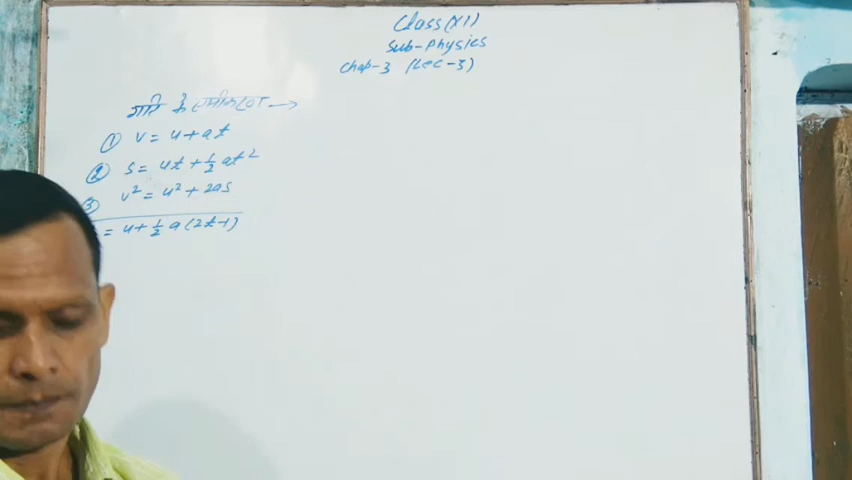 Class (XI)
Sub-Physics
Chap-3 (Lec-3)
गति के समीकरण →
① v = u + at
② s = ut + 1/2 at²
③ v² = u² + 2as
= u + 1/2 a (2t-1)